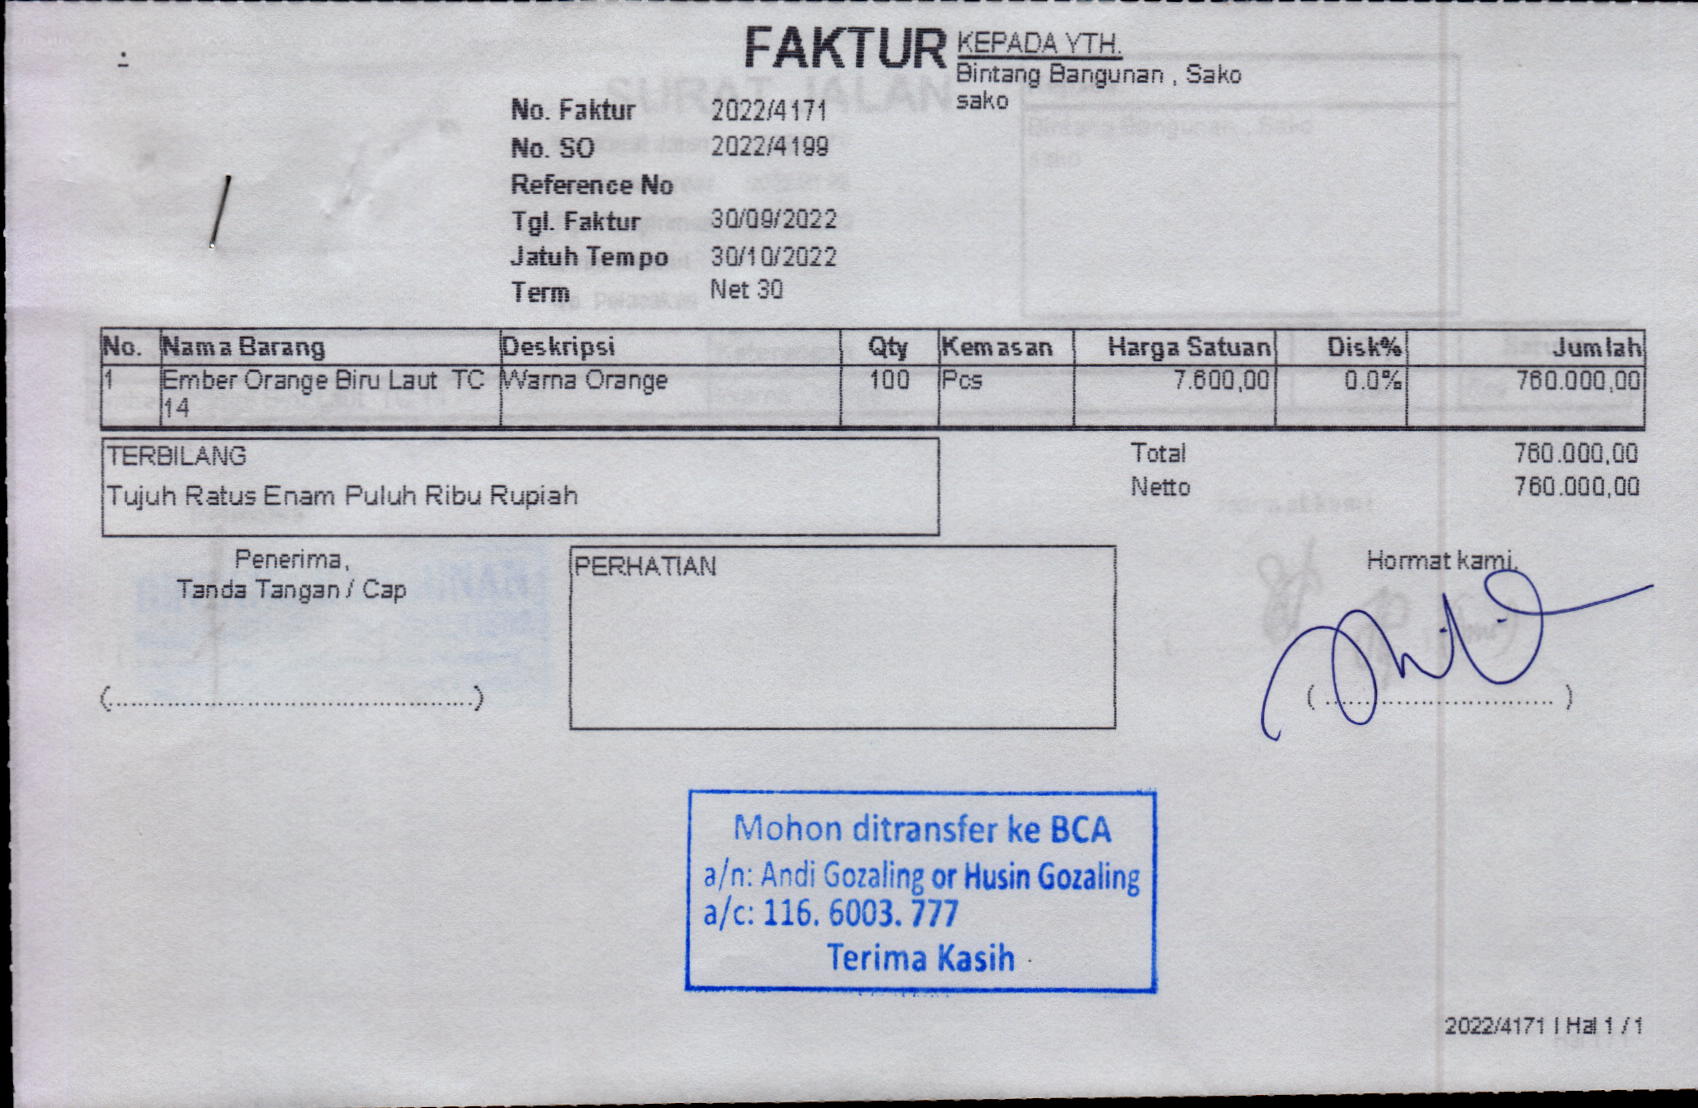 FAKTUR
KEPADA YTH.
Bintang Bangunan , Sako
sako
No. Faktur 2022/4171
No. SO 2022/4199
Reference No
Tgl. Faktur 30/09/2022
Jatuh Tempo 30/10/2022
Term Net 30
No. Nama Barang Deskripsi Qty Kemasan Harga Satuan Disk% Jumlah
1 Ember Orange Biru Laut TC 14 Warna Orange 100 Pcs 7.600,00 0.0% 760.000,00
TERBILANG
Tujuh Ratus Enam Puluh Ribu Rupiah
Total 760.000,00
Netto 760.000,00
Penerima,
Tanda Tangan / Cap
PERHATIAN
Hormat kami,
Mohon ditransfer ke BCA
a/n: Andi Gozaling or Husin Gozaling
a/c: 116. 6003. 777
Terima Kasih
2022/4171 | Hal 1 / 1